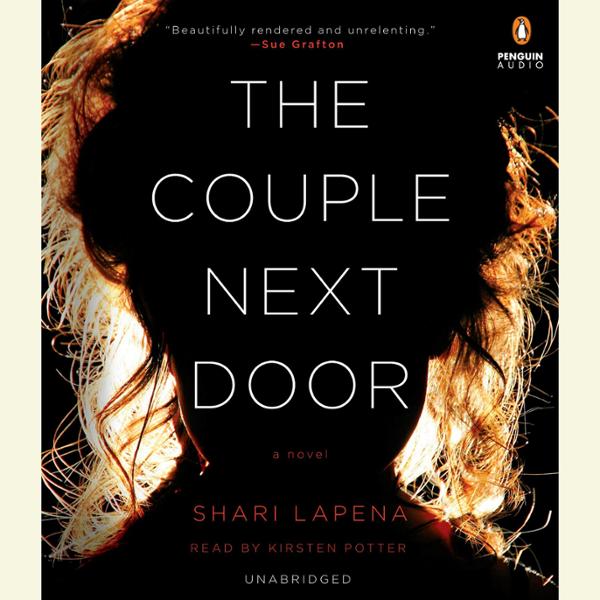 “Beautifully rendered and unrelenting.”
—Sue Grafton
PENGUIN
AUDIO
THE
COUPLE
NEXT
DOOR
a novel
SHARI LAPENA
READ BY KIRSTEN POTTER
UNABRIDGED